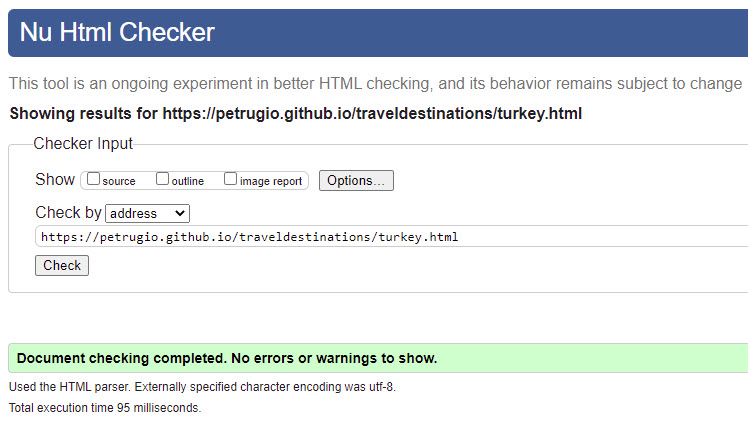 Nu Html Checker
This tool is an ongoing experiment in better HTML checking, and its behavior remains subject to change
Showing results for https://petrugio.github.io/traveldestinations/turkey.html
Checker Input
Show source outline image report Options...
Check by address
https://petrugio.github.io/traveldestinations/turkey.html
Check
Document checking completed. No errors or warnings to show.
Used the HTML parser. Externally specified character encoding was utf-8.
Total execution time 95 milliseconds.